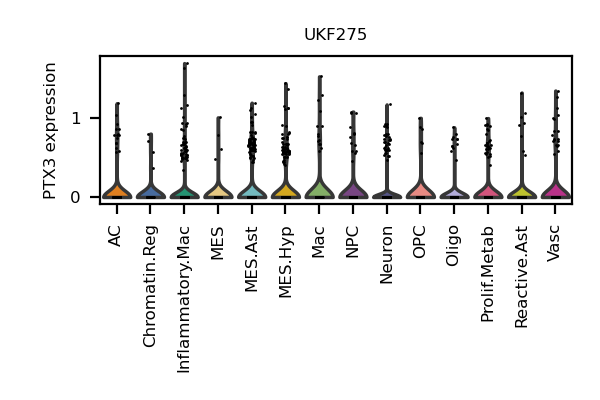 UKF275
PTX3 expression
1
0
AC
Chromatin.Reg
Inflammatory.Mac
MES
MES.Ast
MES.Hyp
Mac
NPC
Neuron
OPC
Oligo
Prolif.Metab
Reactive.Ast
Vasc